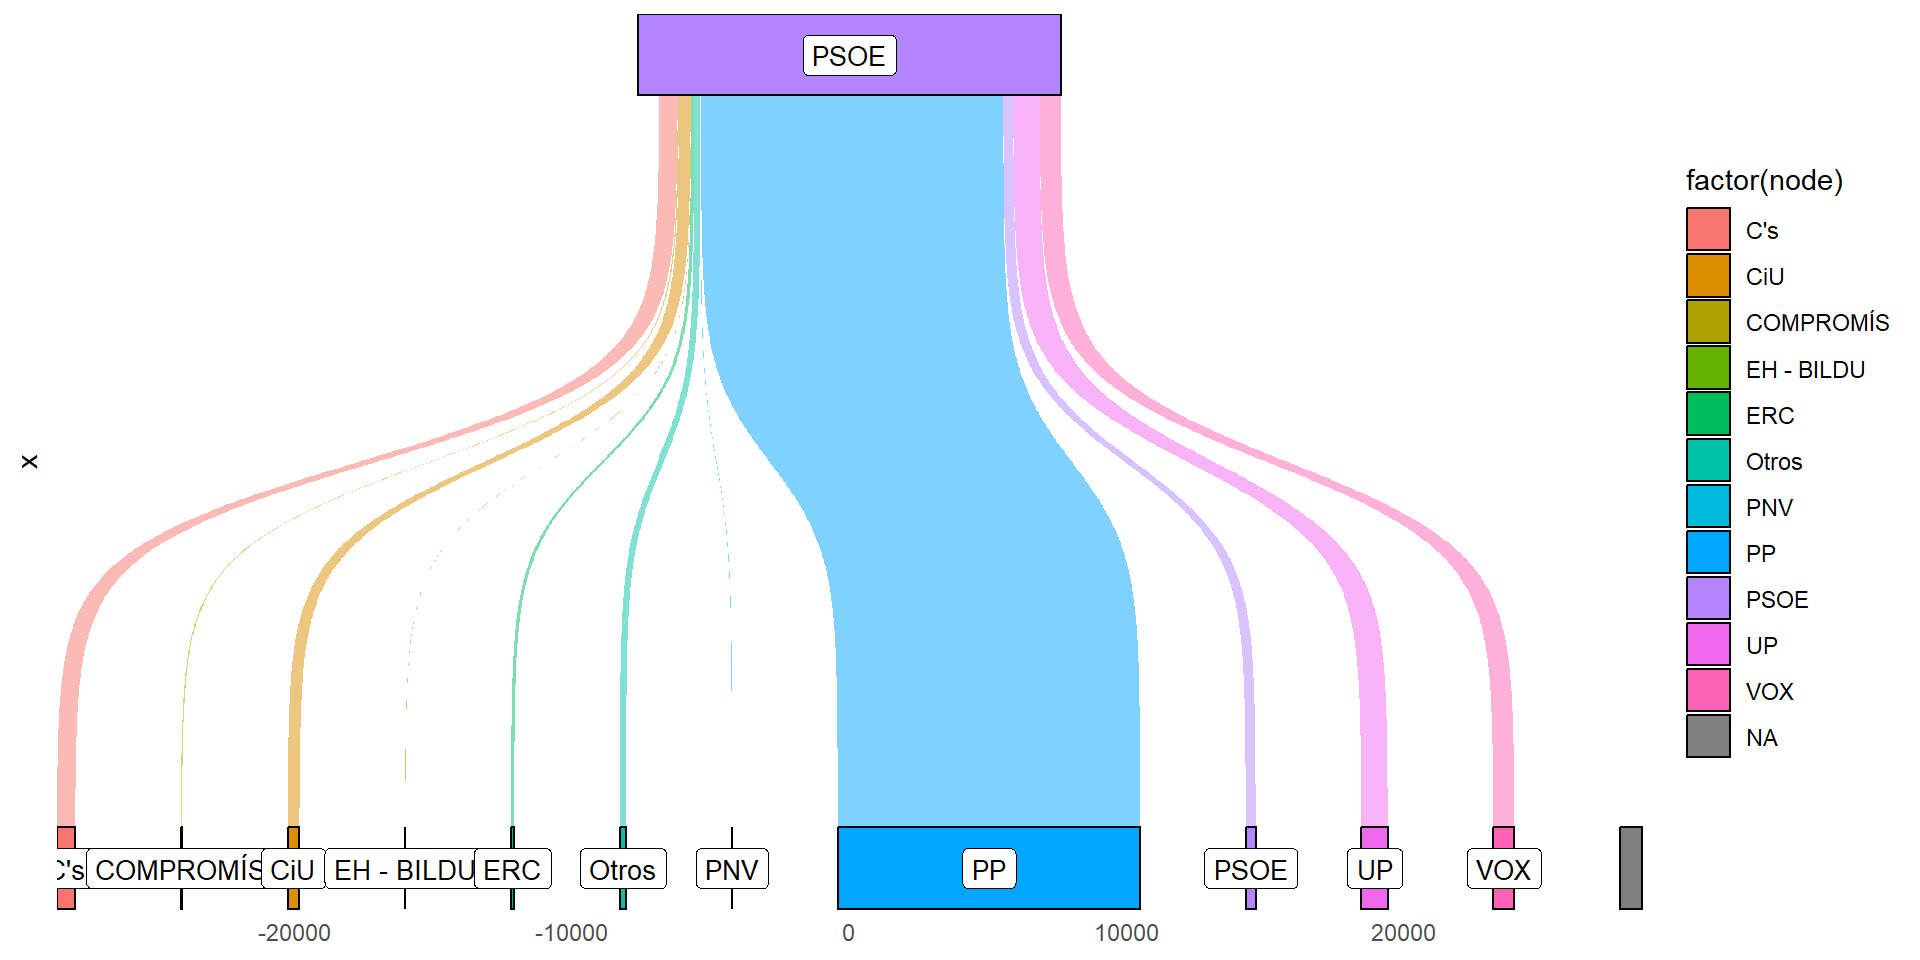 PSOE
factor(node)
C's
CiU
COMPROMÍS
EH - BILDU
ERC
Otros
PNV
PP
PSOE
UP
VOX
NA
x
C's COMPROMÍS CiU EH - BILDU ERC Otros PNV PP PSOE UP VOX
-20000 -10000 0 10000 20000